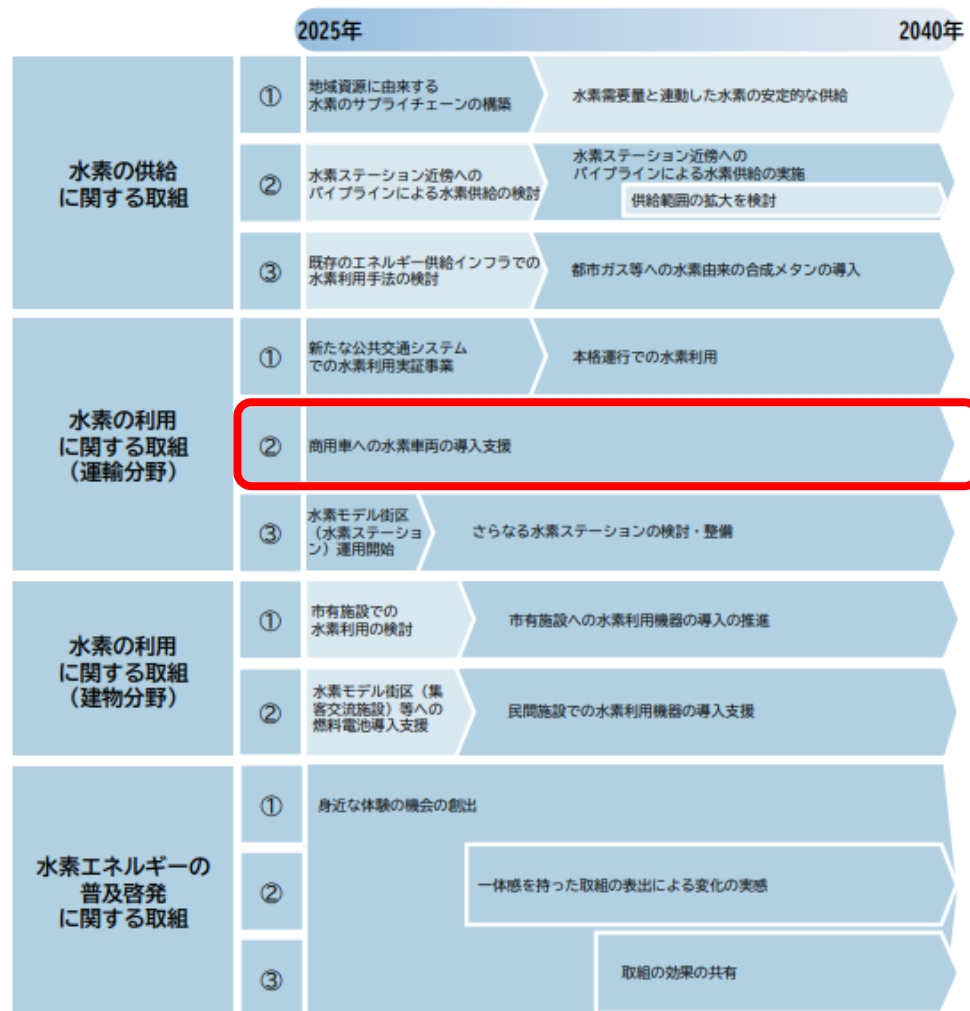 2025年
2040年
水素の供給
に関する取組
①
地域資源に由来する
水素のサプライチェーンの構築
水素需要量と連動した水素の安定的な供給
②
水素ステーション近傍への
パイプラインによる水素供給の検討
水素ステーション近傍への
パイプラインによる水素供給の実施
供給範囲の拡大を検討
③
既存のエネルギー供給インフラでの
水素利用手法の検討
都市ガス等への水素由来の合成メタンの導入
水素の利用
に関する取組
（運輸分野）
①
新たな公共交通システム
での水素利用実証事業
本格運行での水素利用
②
商用車への水素車両の導入支援
③
水素モデル街区
（水素ステーショ
ン）運用開始
さらなる水素ステーションの検討・整備
水素の利用
に関する取組
（建物分野）
①
市有施設での
水素利用の検討
市有施設への水素利用機器の導入の推進
②
水素モデル街区（集
客交流施設）等への
燃料電池導入支援
民間施設での水素利用機器の導入支援
水素エネルギーの
普及啓発
に関する取組
①
身近な体験の機会の創出
②
一体感を持った取組の表出による変化の実感
③
取組の効果の共有